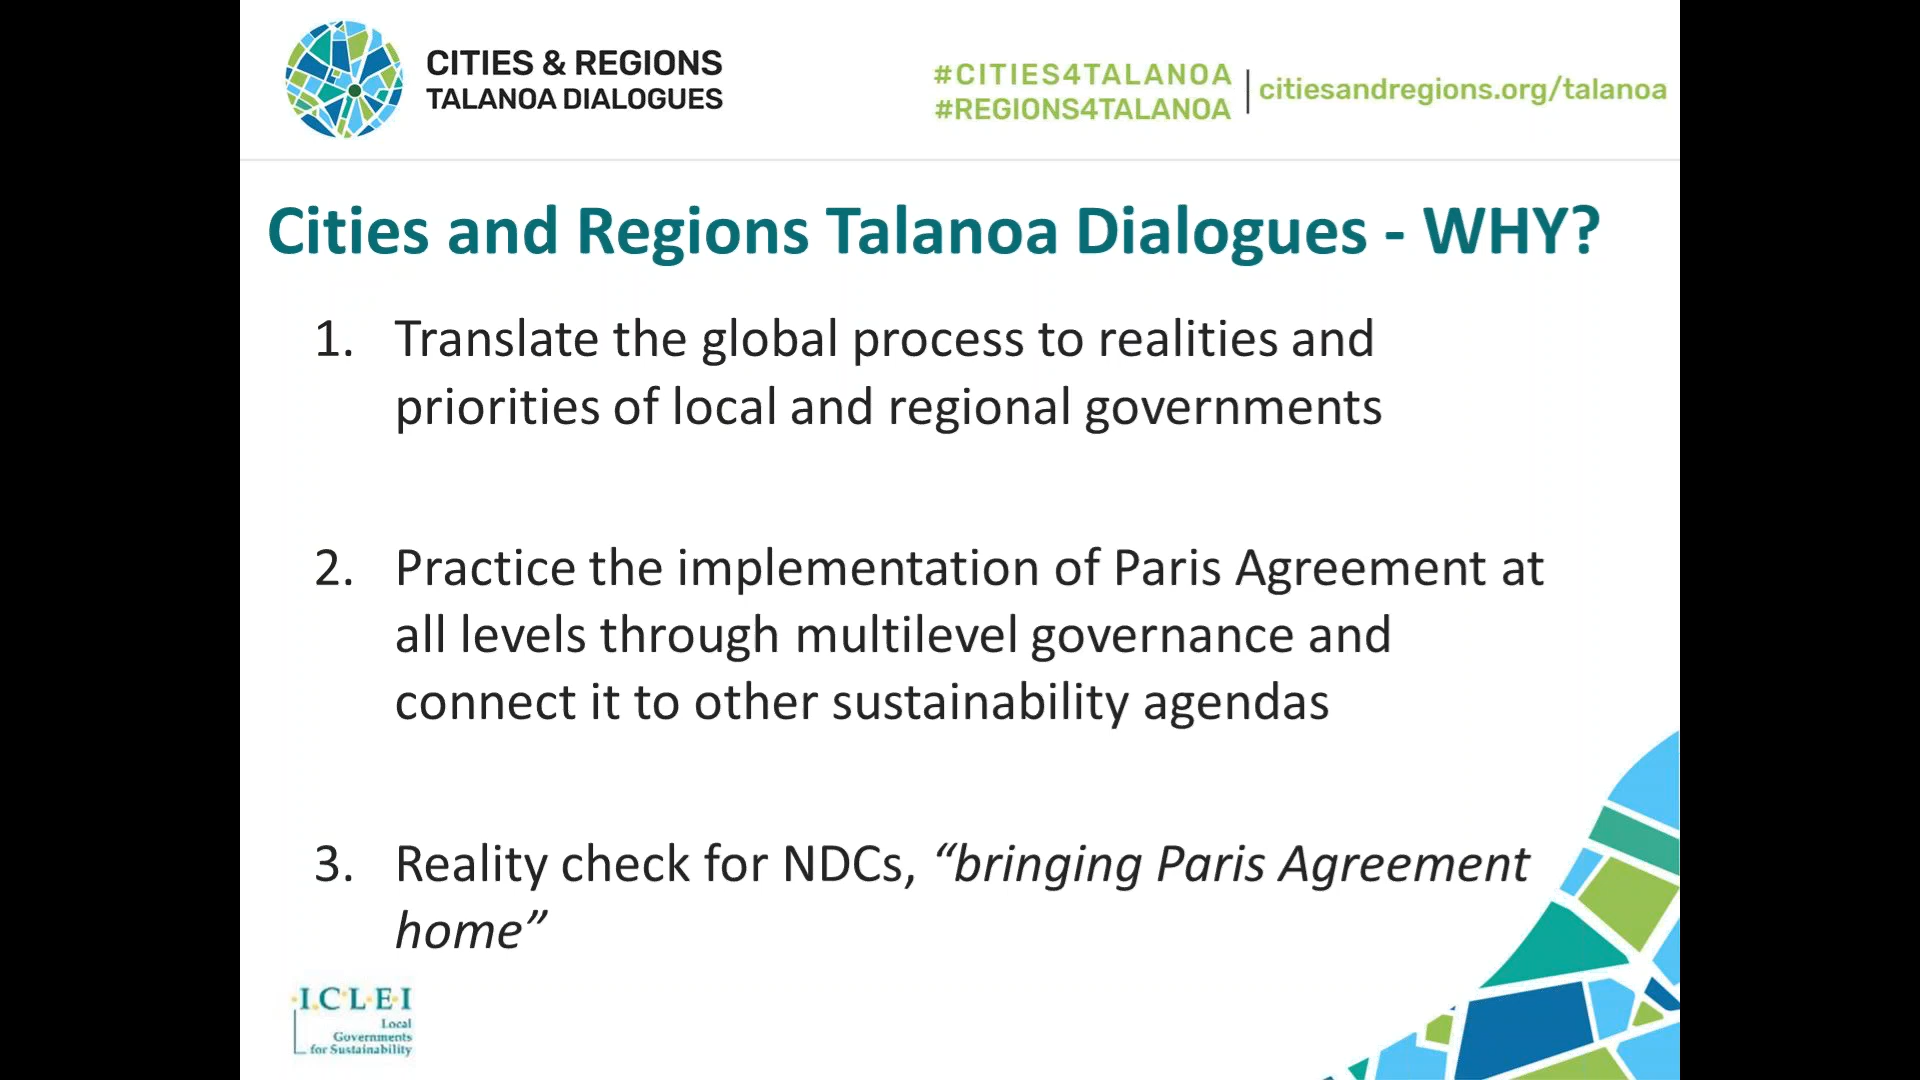 CITIES & REGIONS
TALANOA DIALOGUES
#CITIES4TALANOA
#REGIONS4TALANOA
citiesandregions.org/talanoa
Cities and Regions Talanoa Dialogues - WHY?
1. Translate the global process to realities and
priorities of local and regional governments
2. Practice the implementation of Paris Agreement at
all levels through multilevel governance and
connect it to other sustainability agendas
3. Reality check for NDCs, “bringing Paris Agreement
home”
·I.C·L·E·I
Local
Governments
for Sustainability